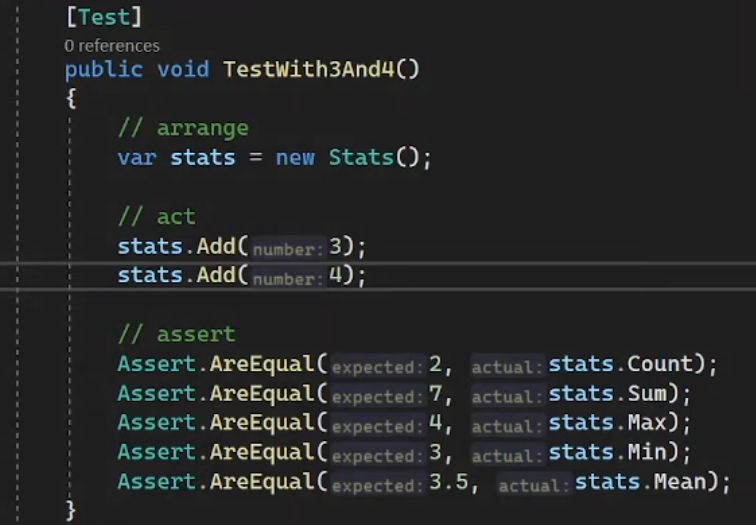 [Test]
0 references
public void TestWith3And4()
{
// arrange
var stats = new Stats();
// act
stats.Add(number:3);
stats.Add(number:4);
// assert
Assert.AreEqual(expected:2, actual:stats.Count);
Assert.AreEqual(expected:7, actual:stats.Sum);
Assert.AreEqual(expected:4, actual:stats.Max);
Assert.AreEqual(expected:3, actual:stats.Min);
Assert.AreEqual(expected:3.5, actual:stats.Mean);
}